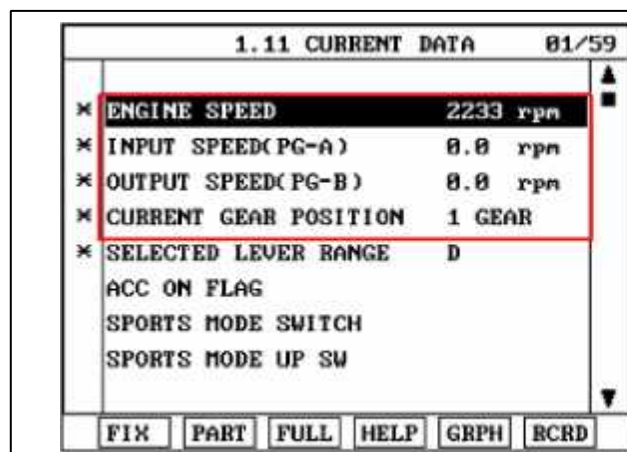 1.11 CURRENT DATA 01/59
* ENGINE SPEED 2233 rpm
* INPUT SPEED(PG-A) 0.0 rpm
* OUTPUT SPEED(PG-B) 0.0 rpm
* CURRENT GEAR POSITION 1 GEAR
* SELECTED LEVER RANGE D
ACC ON FLAG
SPORTS MODE SWITCH
SPORTS MODE UP SW
FIX PART FULL HELP GRPH RCRD